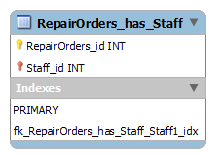 RepairOrders_has_Staff
RepairOrders_id INT
Staff_id INT
Indexes
PRIMARY
fk_RepairOrders_has_Staff_Staff1_idx